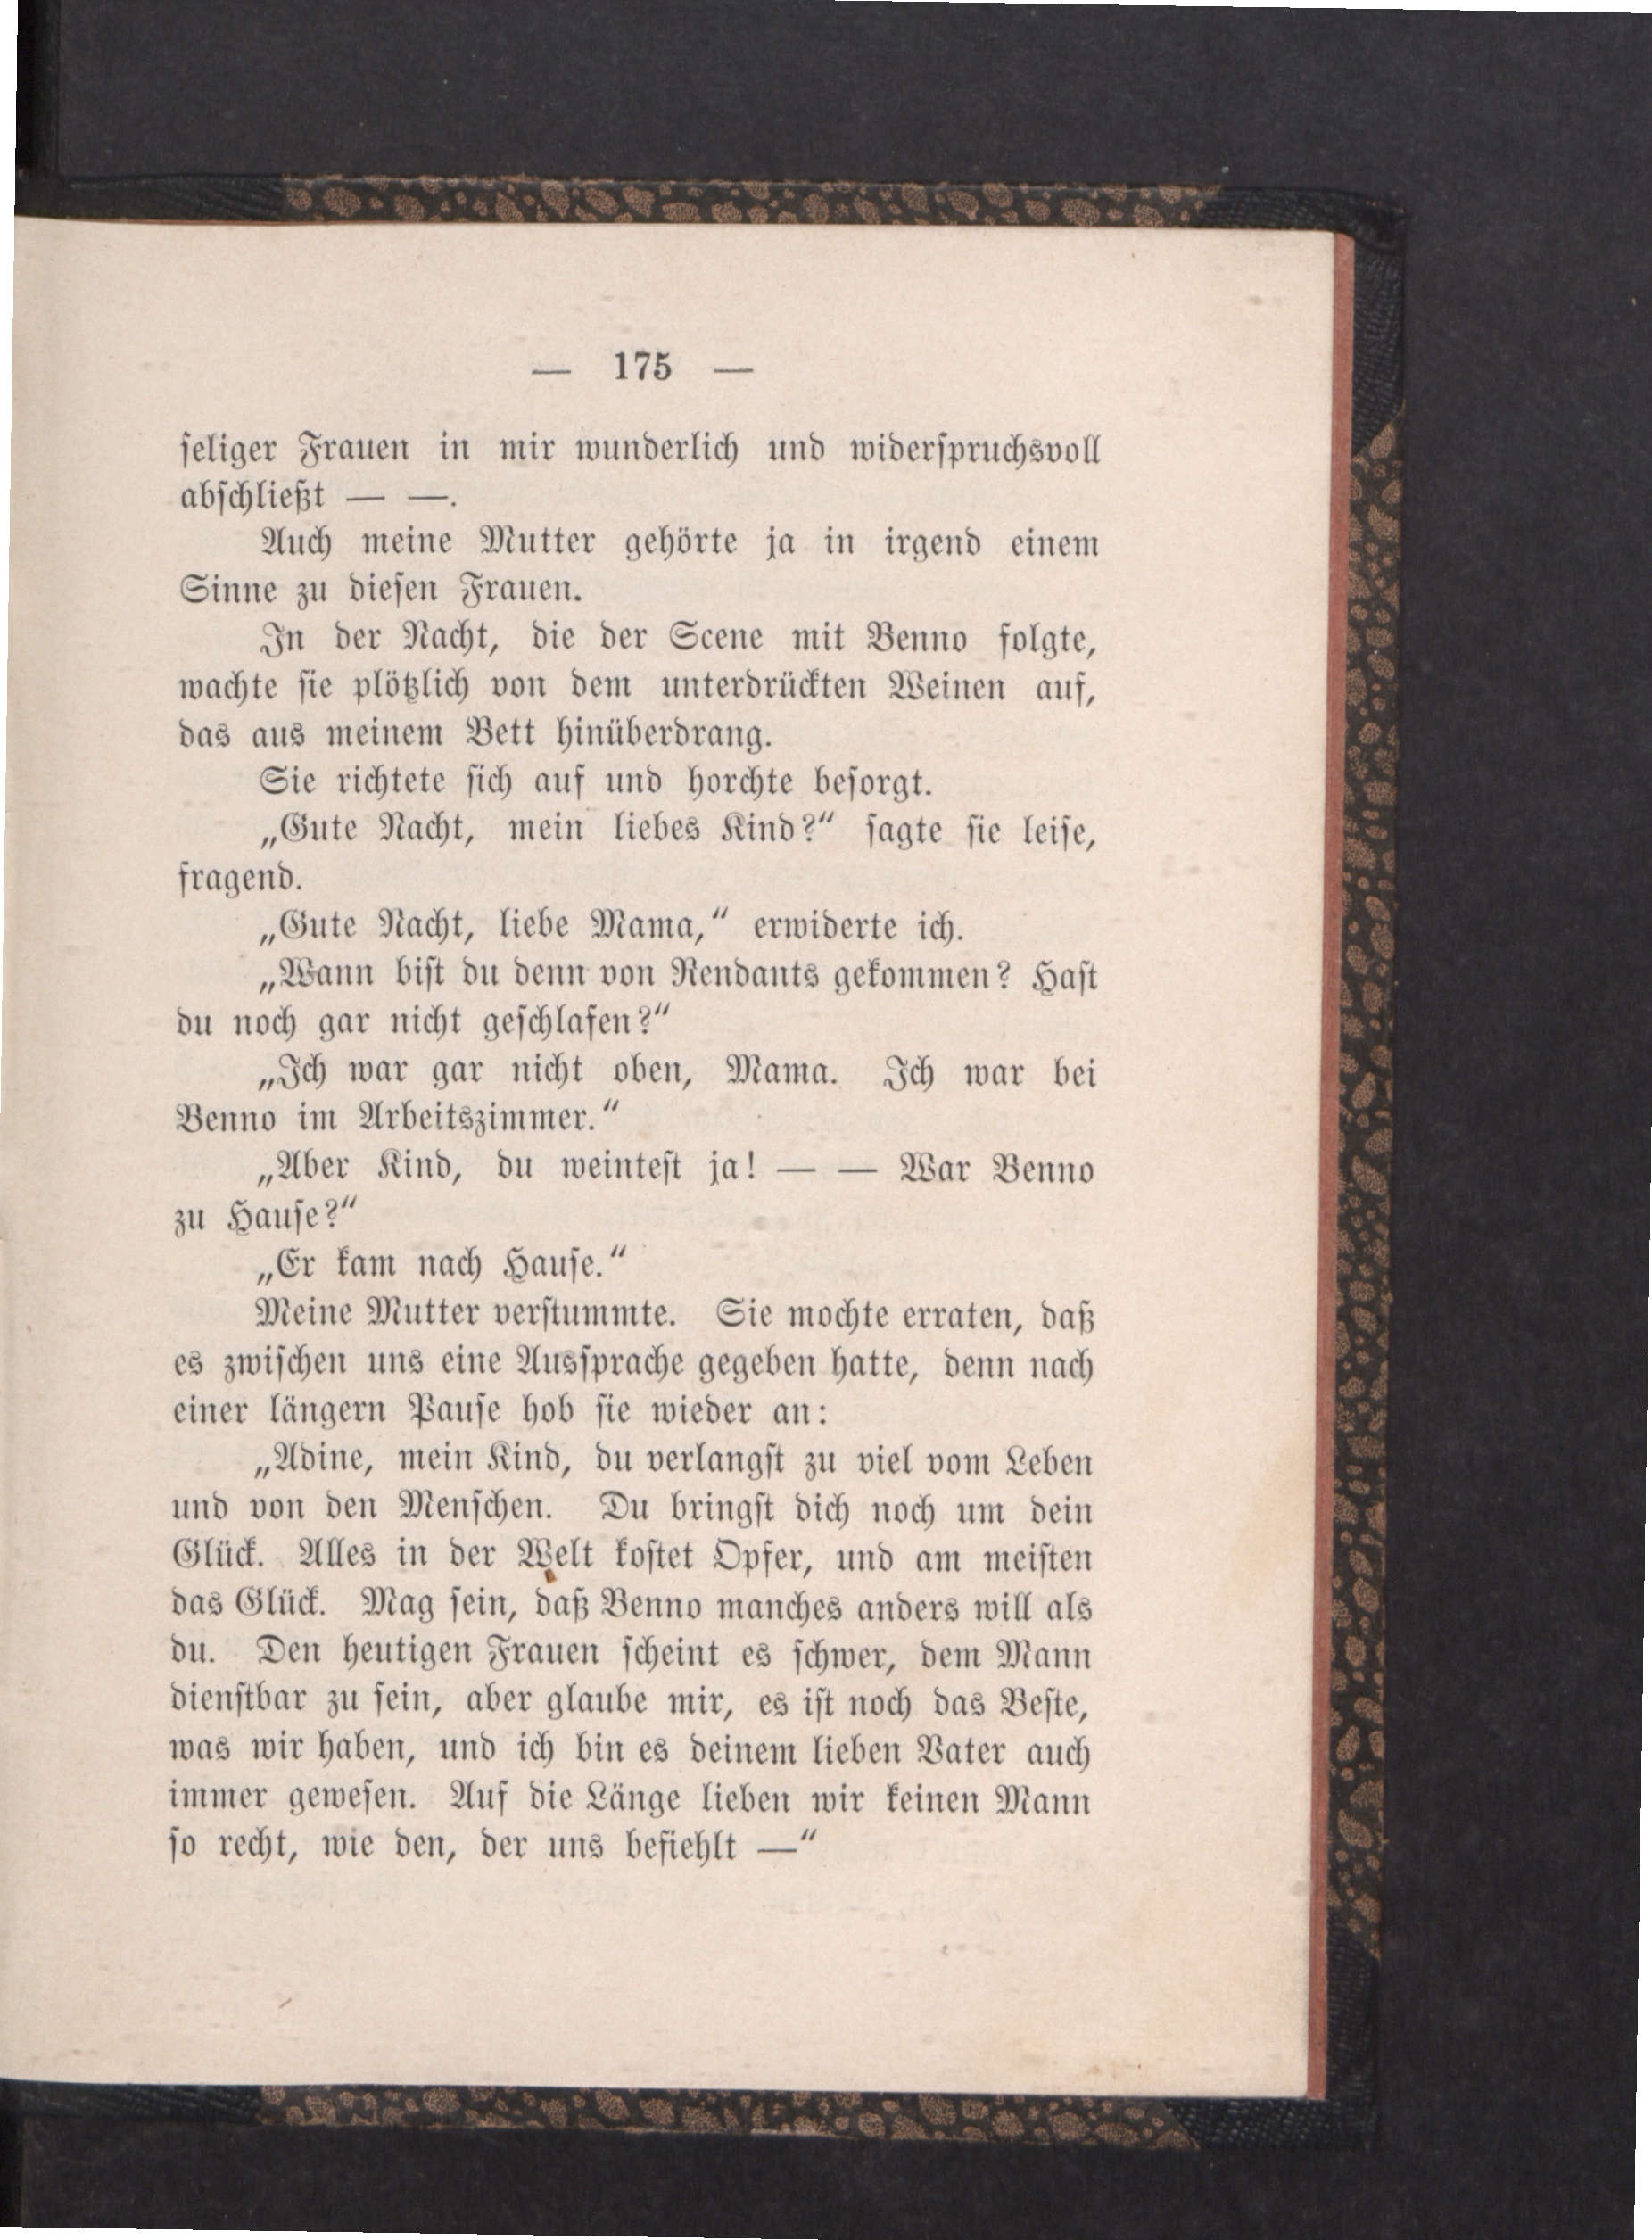 — 175 —
seliger Frauen in mir wunderlich und widerspruchsvoll
abschließt — —.
Auch meine Mutter gehörte ja in irgend einem
Sinne zu diesen Frauen.
In der Nacht, die der Scene mit Benno folgte,
wachte sie plötzlich von dem unterdrückten Weinen auf,
das aus meinem Bett hinüberdrang.
Sie richtete sich auf und horchte besorgt.
„Gute Nacht, mein liebes Kind?“ sagte sie leise,
fragend.
„Gute Nacht, liebe Mama,“ erwiderte ich.
„Wann bist du denn von Rendants gekommen? Hast
du noch gar nicht geschlafen?“
„Ich war gar nicht oben, Mama. Ich war bei
Benno im Arbeitszimmer.“
„Aber Kind, du weintest ja! — — War Benno
zu Hause?“
„Er kam nach Hause.“
Meine Mutter verstummte. Sie mochte erraten, daß
es zwischen uns eine Aussprache gegeben hatte, denn nach
einer längern Pause hob sie wieder an:
„Adine, mein Kind, du verlangst zu viel vom Leben
und von den Menschen. Du bringst dich noch um dein
Glück. Alles in der Welt kostet Opfer, und am meisten
das Glück. Mag sein, daß Benno manches anders will als
du. Den heutigen Frauen scheint es schwer, dem Mann
dienstbar zu sein, aber glaube mir, es ist noch das Beste,
was wir haben, und ich bin es deinem lieben Vater auch
immer gewesen. Auf die Länge lieben wir keinen Mann
so recht, wie den, der uns befiehlt —“